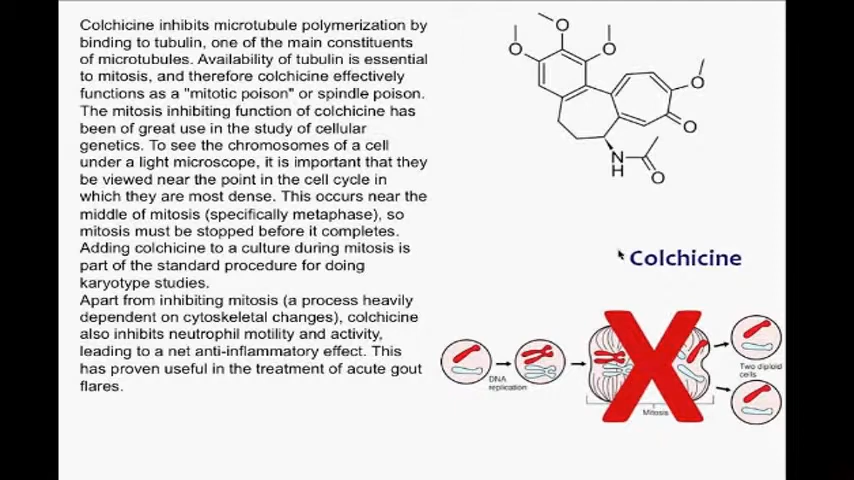 Colchicine inhibits microtubule polymerization by
binding to tubulin, one of the main constituents
of microtubules. Availability of tubulin is essential
to mitosis, and therefore colchicine effectively
functions as a "mitotic poison" or spindle poison.
The mitosis inhibiting function of colchicine has
been of great use in the study of cellular
genetics. To see the chromosomes of a cell
under a light microscope, it is important that they
be viewed near the point in the cell cycle in
which they are most dense. This occurs near the
middle of mitosis (specifically metaphase), so
mitosis must be stopped before it completes.
Adding colchicine to a culture during mitosis is
part of the standard procedure for doing
karyotype studies.
Apart from inhibiting mitosis (a process heavily
dependent on cytoskeletal changes), colchicine
also inhibits neutrophil motility and activity,
leading to a net anti-inflammatory effect. This
has proven useful in the treatment of acute gout
flares.
O
O
O
O
O
N
H
O
Colchicine
DNA
replication
Mitosis
Two diploid
cells